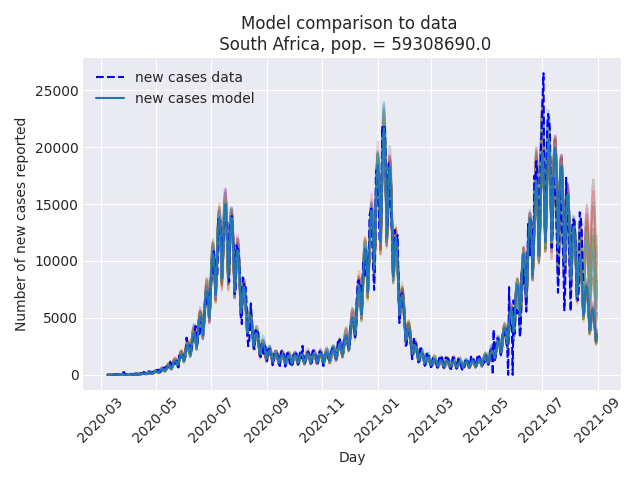 Model comparison to data
South Africa, pop. = 59308690.0
new cases data
new cases model
Number of new cases reported
25000
20000
15000
10000
5000
0
2020-03
2020-05
2020-07
2020-09
2020-11
2021-01
2021-03
2021-05
2021-07
2021-09
Day